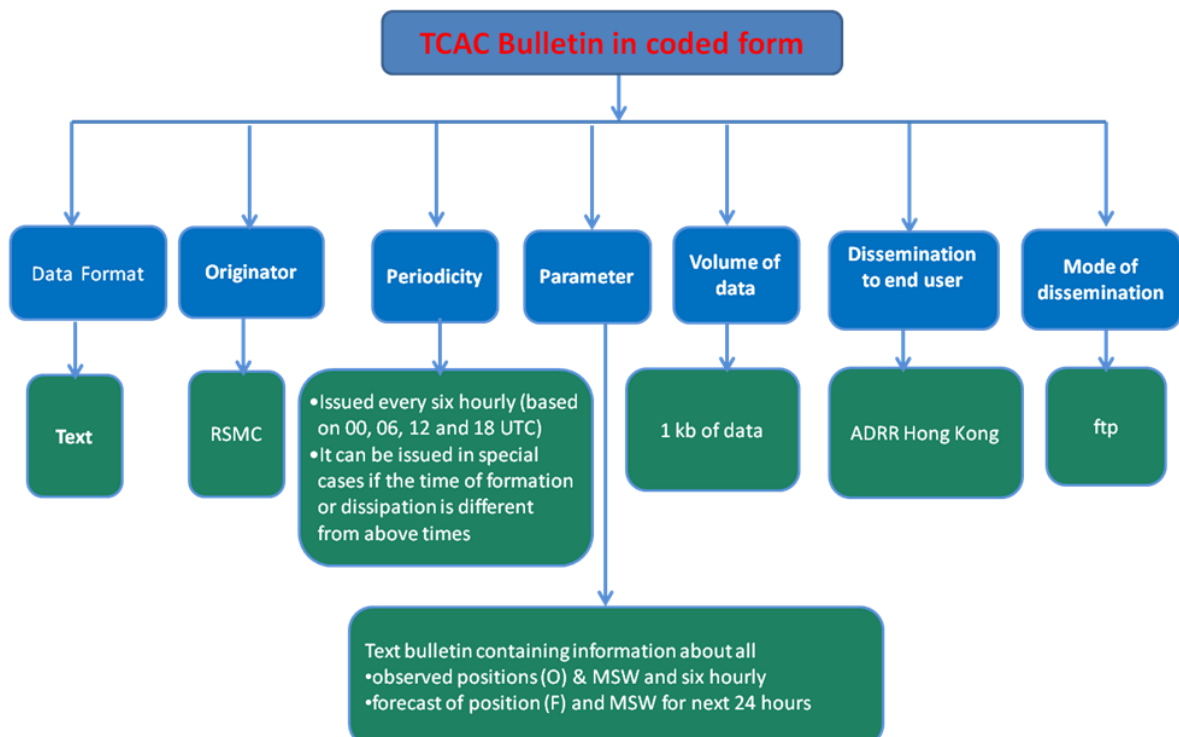 TCAC Bulletin in coded form
Data Format
Originator
Periodicity
Parameter
Volume of
data
Dissemination
to end user
Mode of
dissemination
Text
RSMC
•Issued every six hourly (based
on 00, 06, 12 and 18 UTC)
•It can be issued in special
cases if the time of formation
or dissipation is different
from above times
1 kb of data
ADRR Hong Kong
ftp
Text bulletin containing information about all
•observed positions (O) & MSW and six hourly
•forecast of position (F) and MSW for next 24 hours